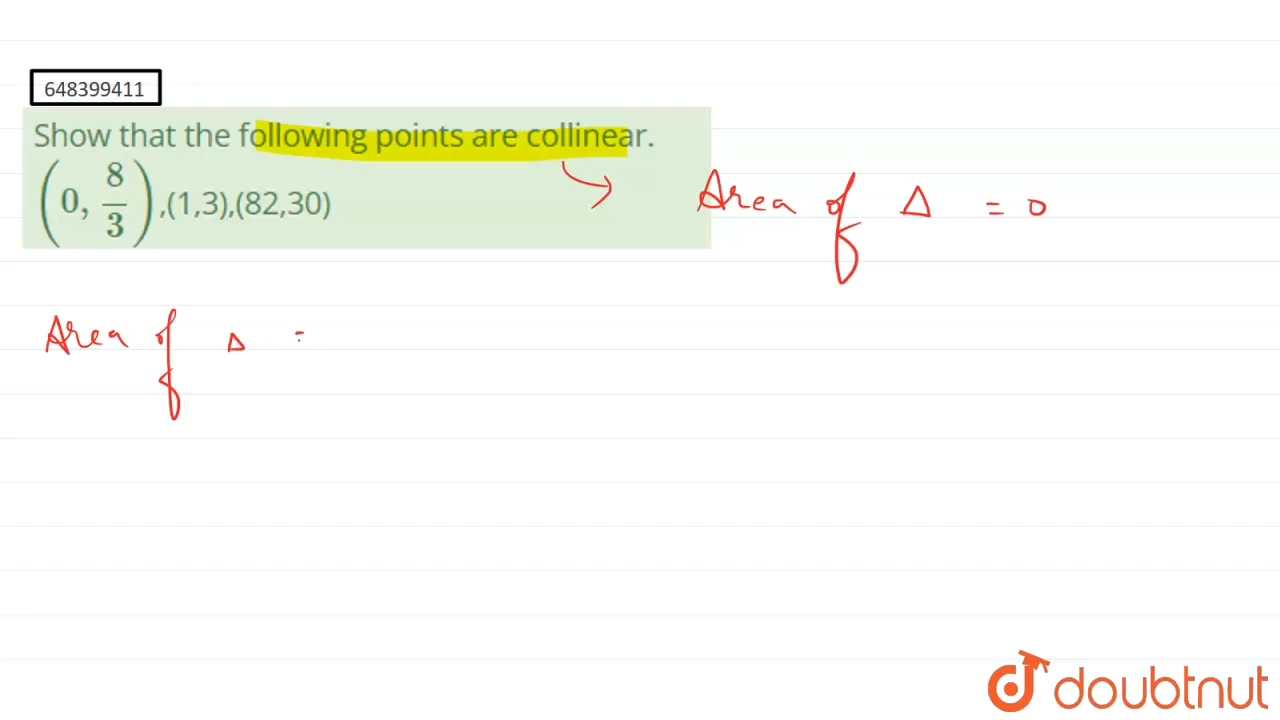 648399411
Show that the following points are collinear.
(0, 8/3),(1,3),(82,30)
Area of Δ = 0
Area of Δ =
doubtnut